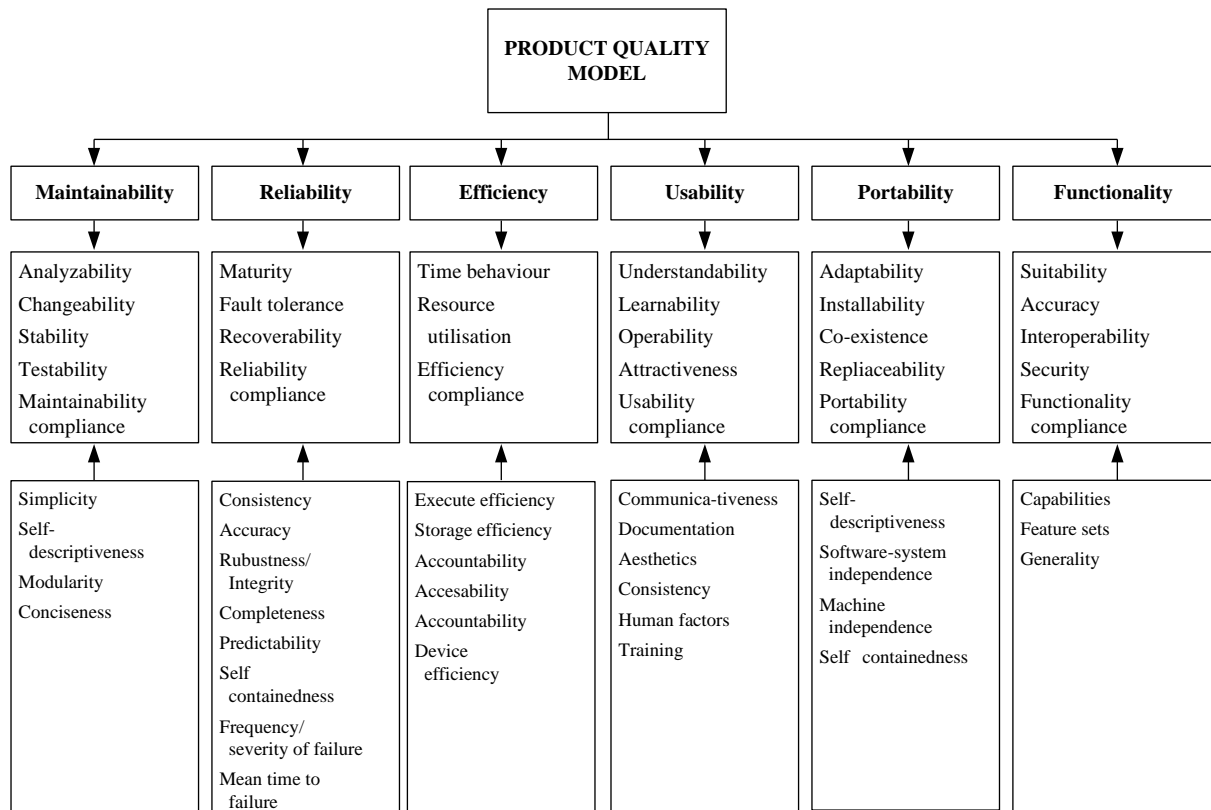 PRODUCT QUALITY
MODEL
Maintainability
Reliability
Efficiency
Usability
Portability
Functionality
Analyzability
Changeability
Stability
Testability
Maintainability
compliance
Maturity
Fault tolerance
Recoverability
Reliability
compliance
Time behaviour
Resource
utilisation
Efficiency
compliance
Understandability
Learnability
Operability
Attractiveness
Usability
compliance
Adaptability
Installability
Co-existence
Repliaceability
Portability
compliance
Suitability
Accuracy
Interoperability
Security
Functionality
compliance
Simplicity
Self-
descriptiveness
Modularity
Conciseness
Consistency
Accuracy
Rubustness/
Integrity
Completeness
Predictability
Self
containedness
Frequency/
severity of failure
Mean time to
failure
Execute efficiency
Storage efficiency
Accountability
Accesability
Accountability
Device
efficiency
Communica-tiveness
Documentation
Aesthetics
Consistency
Human factors
Training
Self-
descriptiveness
Software-system
independence
Machine
independence
Self containedness
Capabilities
Feature sets
Generality